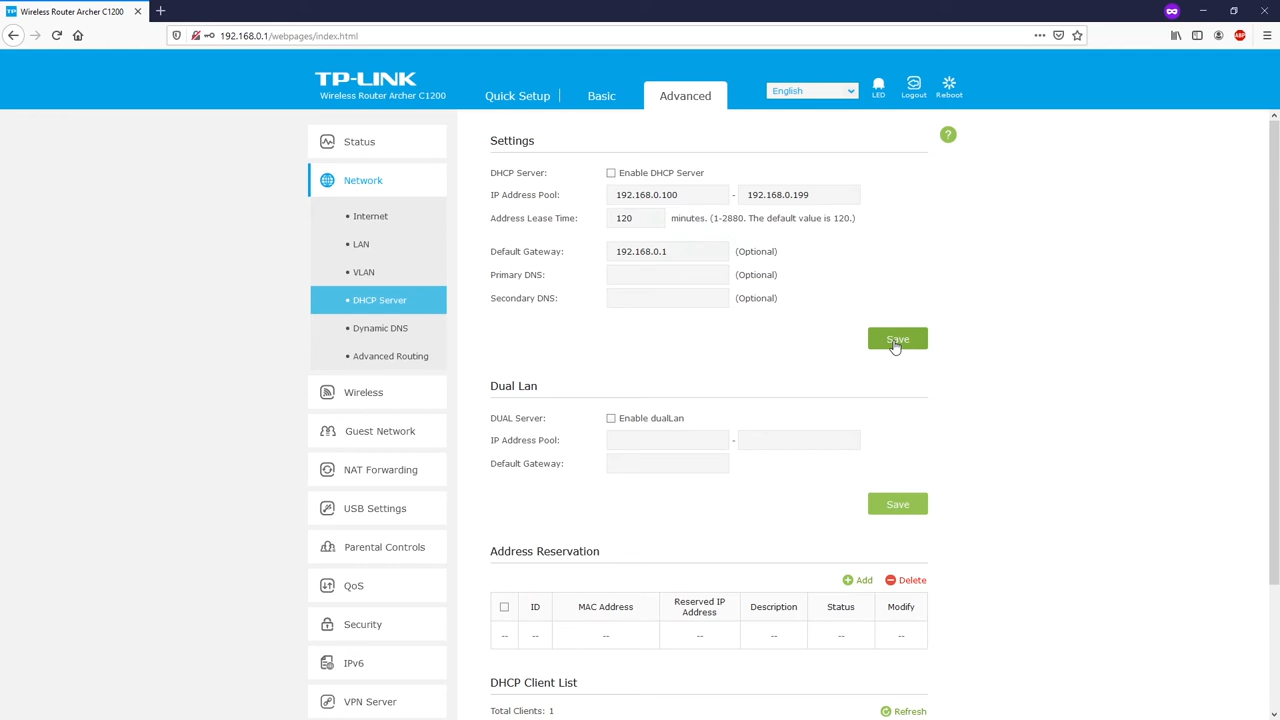 Wireless Router Archer C1200
192.168.0.1/webpages/index.html
ABP
TP-LINK
Wireless Router Archer C1200
Quick Setup
Basic
Advanced
English
LED
Logout
Reboot
Status
Network
Internet
LAN
VLAN
DHCP Server
Dynamic DNS
Advanced Routing
Wireless
Guest Network
NAT Forwarding
USB Settings
Parental Controls
QoS
Security
IPv6
VPN Server
Settings
?
DHCP Server: Enable DHCP Server
IP Address Pool: 192.168.0.100 - 192.168.0.199
Address Lease Time: 120 minutes. (1-2880. The default value is 120.)
Default Gateway: 192.168.0.1 (Optional)
Primary DNS: (Optional)
Secondary DNS: (Optional)
Save
Dual Lan
DUAL Server: Enable dualLan
IP Address Pool: -
Default Gateway:
Save
Address Reservation
Add Delete
ID MAC Address Reserved IP Address Description Status Modify
-- -- -- -- -- -- --
DHCP Client List
Total Clients: 1 Refresh